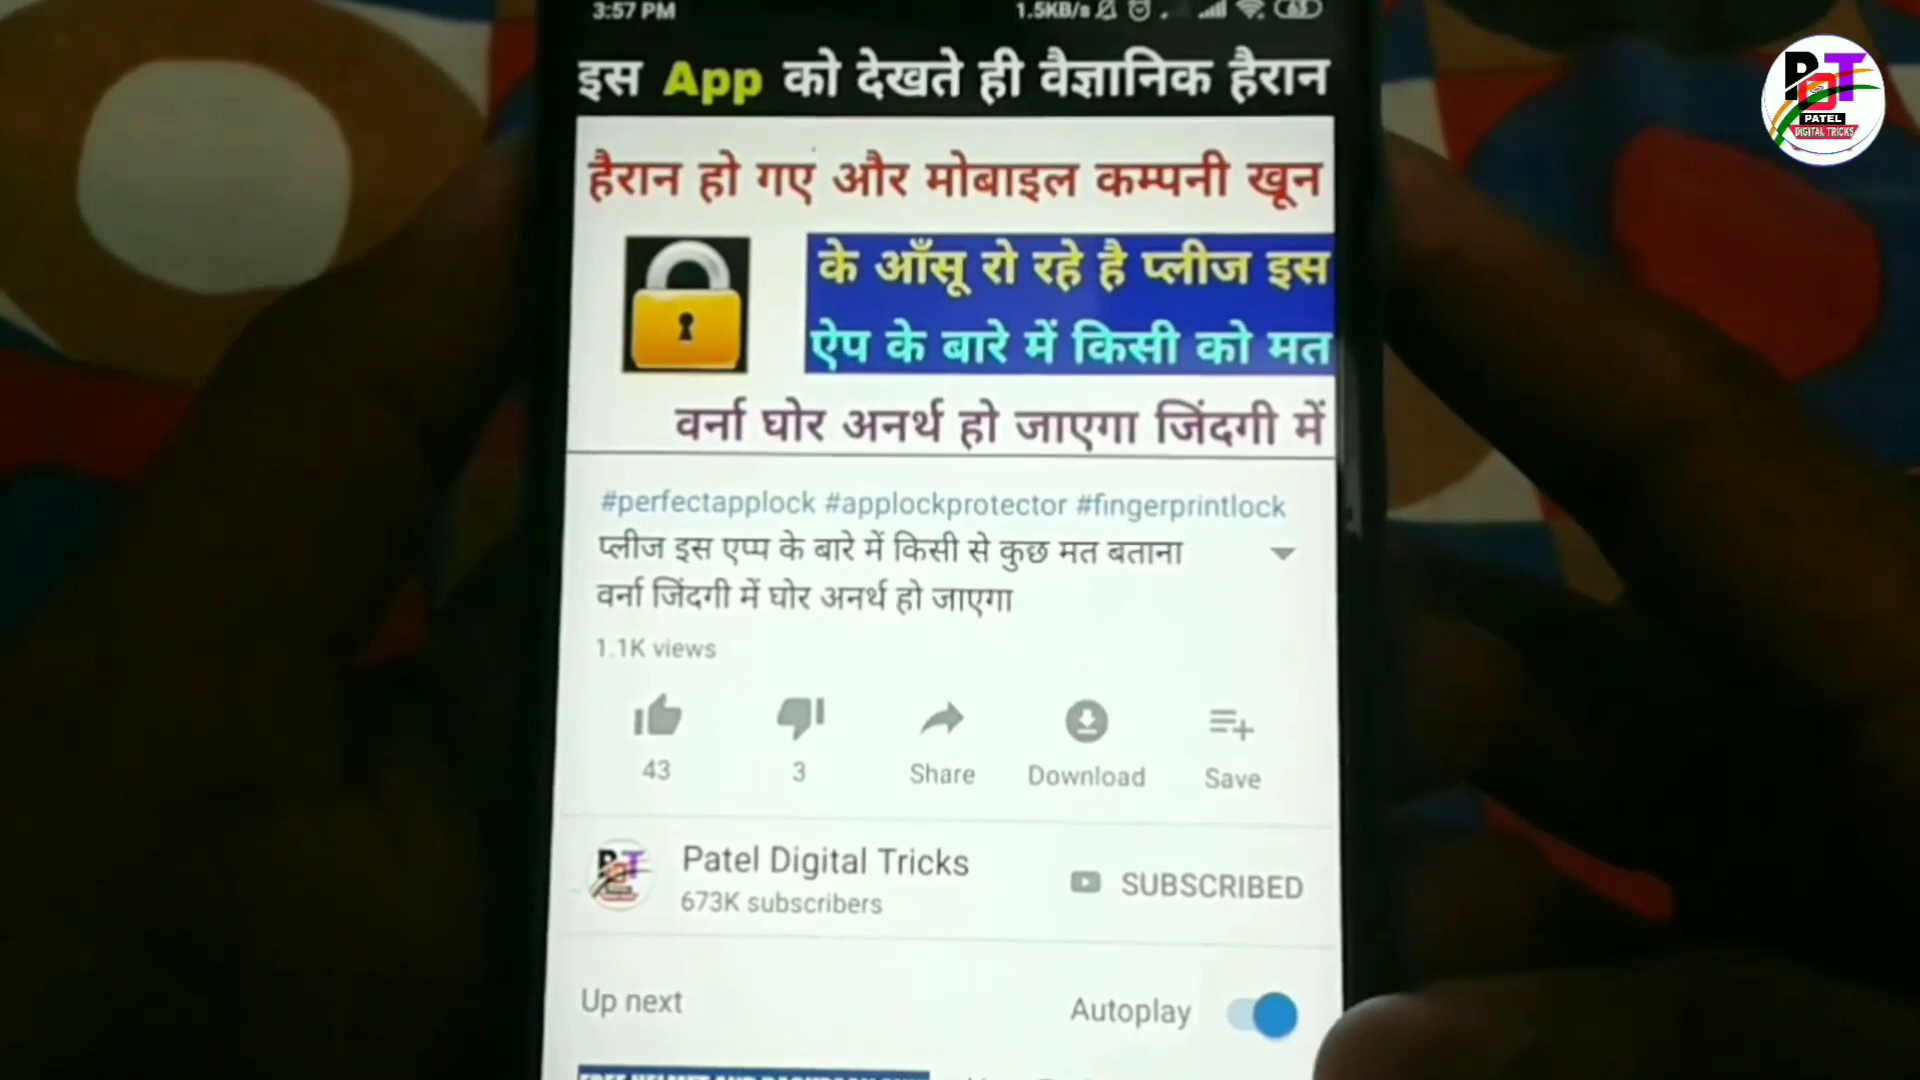 3:57 PM
1.5KB/s
63
इस App को देखते ही वैज्ञानिक हैरान
हैरान हो गए और मोबाइल कम्पनी खून
के आँसू रो रहे है प्लीज इस
ऐप के बारे में किसी को मत
वर्ना घोर अनर्थ हो जाएगा जिंदगी में
#perfectapplock #applockprotector #fingerprintlock
प्लीज इस एप्प के बारे में किसी से कुछ मत बताना
वर्ना जिंदगी में घोर अनर्थ हो जाएगा
1.1K views
43
3
Share
Download
Save
Patel Digital Tricks
673K subscribers
SUBSCRIBED
Up next
Autoplay
PDT
PATEL
DIGITAL TRICKS